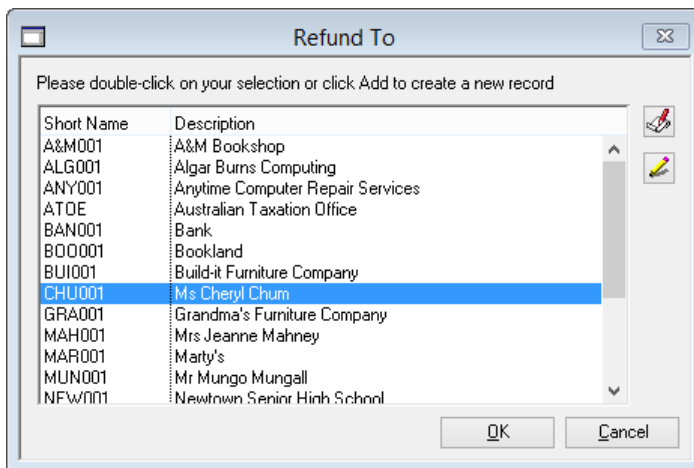 Refund To
Please double-click on your selection or click Add to create a new record
Short Name Description
A&M001 A&M Bookshop
ALG001 Algar Burns Computing
ANY001 Anytime Computer Repair Services
ATOE Australian Taxation Office
BAN001 Bank
BOO001 Bookland
BUI001 Build-it Furniture Company
CHU001 Ms Cheryl Chum
GRA001 Grandma's Furniture Company
MAH001 Mrs Jeanne Mahney
MAR001 Marty's
MUN001 Mr Mungo Mungall
NEW001 Newtown Senior High School
OK Cancel